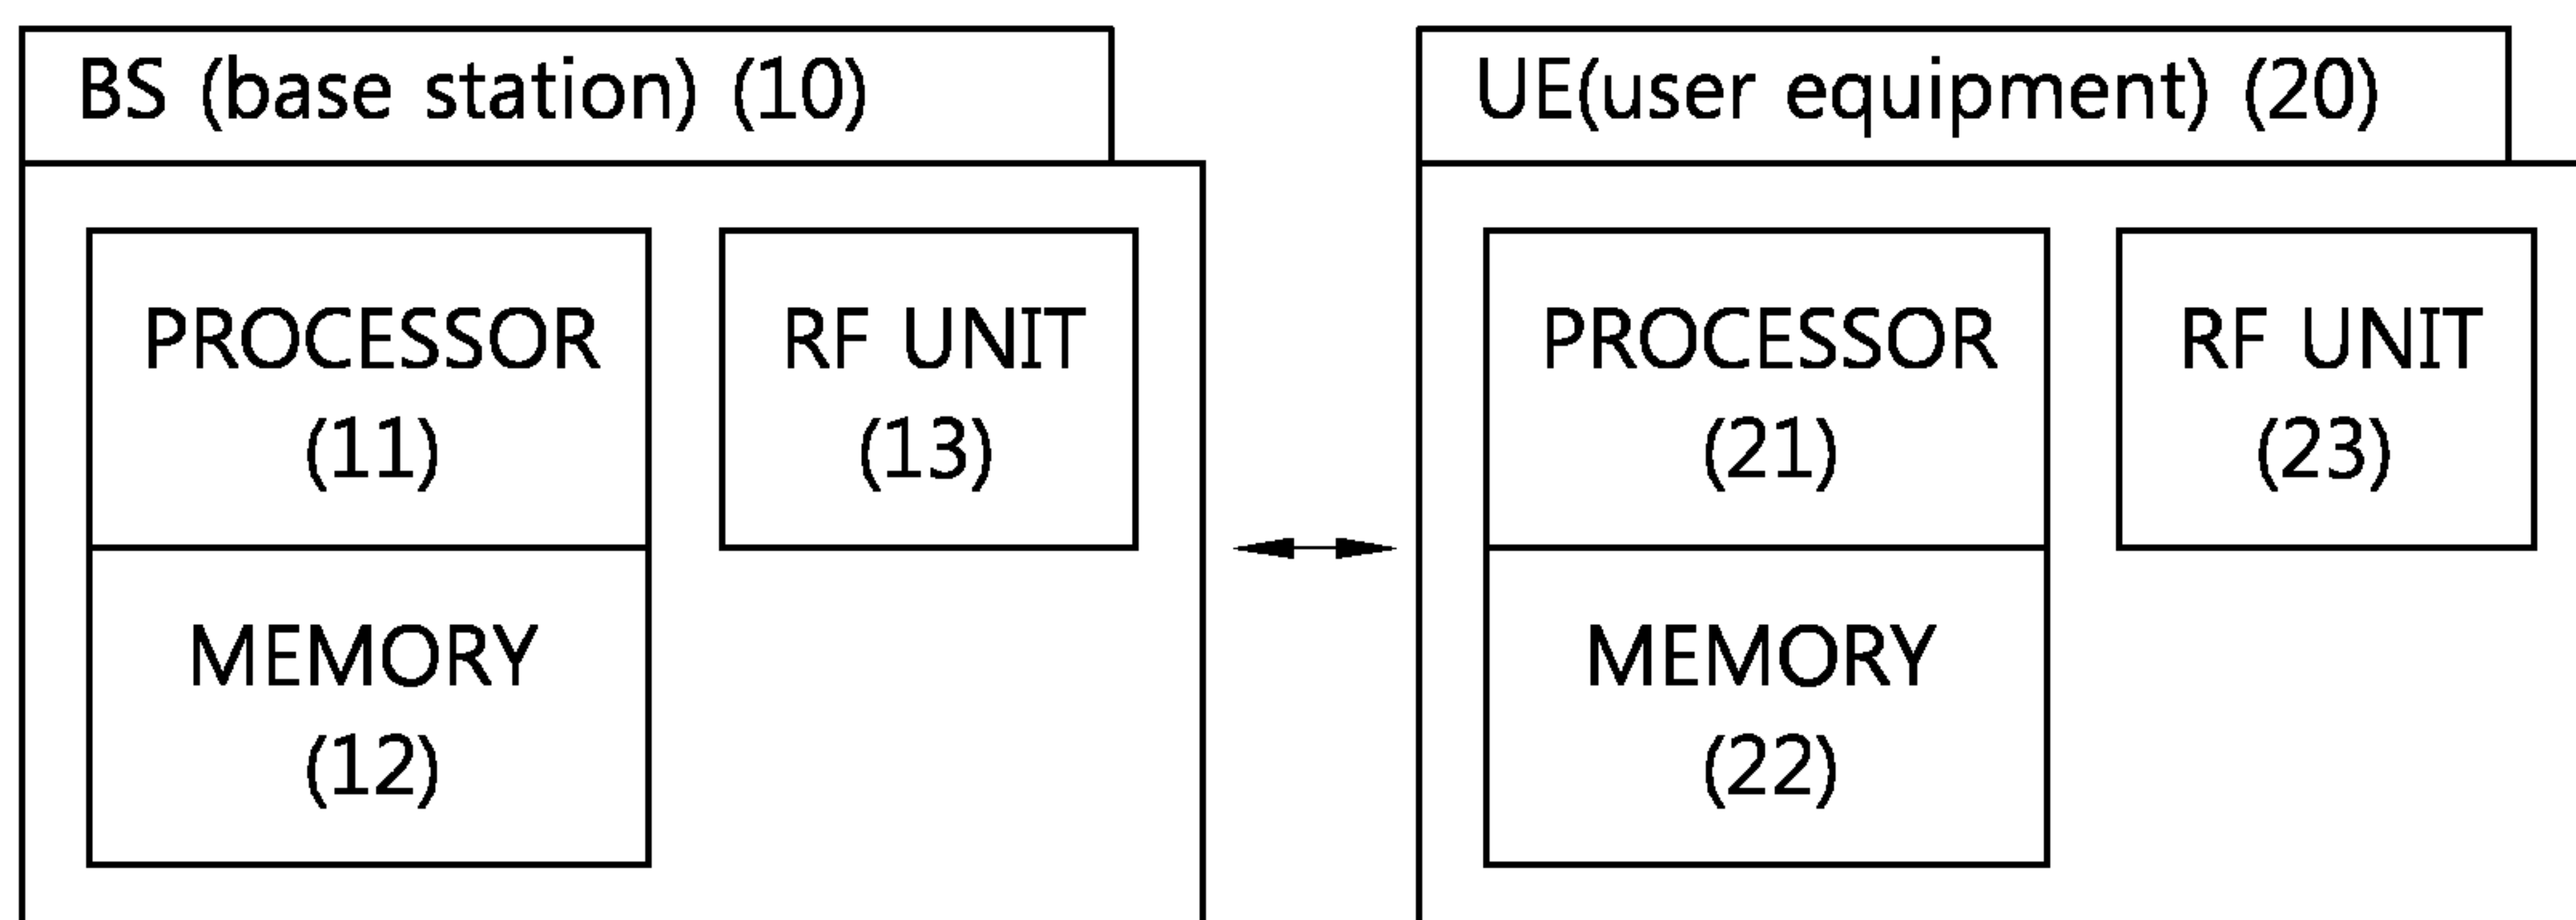 BS (base station) (10)
PROCESSOR
(11)
RF UNIT
(13)
MEMORY
(12)
UE(user equipment) (20)
PROCESSOR
(21)
RF UNIT
(23)
MEMORY
(22)